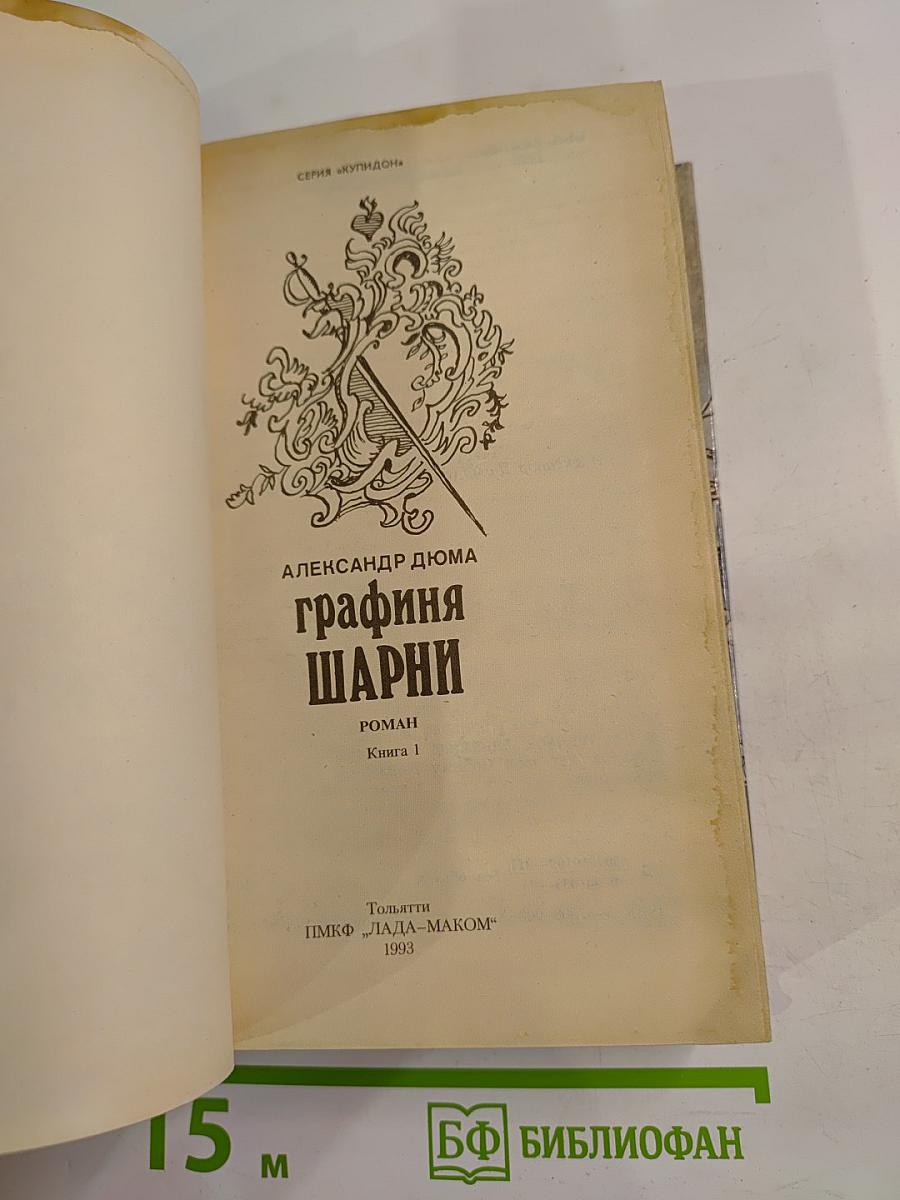 СЕРИЯ «КУПИДОН»
АЛЕКСАНДР ДЮМА
графиня
ШАРНИ
РОМАН
Книга 1
Тольятти
ПМКФ „ЛАДА–МАКОМ“
1993
15 м
БФ БИБЛИОФАН